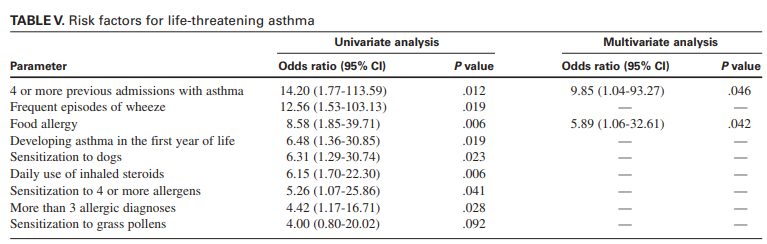 TABLE V. Risk factors for life-threatening asthma
Univariate analysis Multivariate analysis
Parameter Odds ratio (95% CI) P value Odds ratio (95% CI) P value
4 or more previous admissions with asthma 14.20 (1.77-113.59) .012 9.85 (1.04-93.27) .046
Frequent episodes of wheeze 12.56 (1.53-103.13) .019 — —
Food allergy 8.58 (1.85-39.71) .006 5.89 (1.06-32.61) .042
Developing asthma in the first year of life 6.48 (1.36-30.85) .019 — —
Sensitization to dogs 6.31 (1.29-30.74) .023 — —
Daily use of inhaled steroids 6.15 (1.70-22.30) .006 — —
Sensitization to 4 or more allergens 5.26 (1.07-25.86) .041 — —
More than 3 allergic diagnoses 4.42 (1.17-16.71) .028 — —
Sensitization to grass pollens 4.00 (0.80-20.02) .092 — —